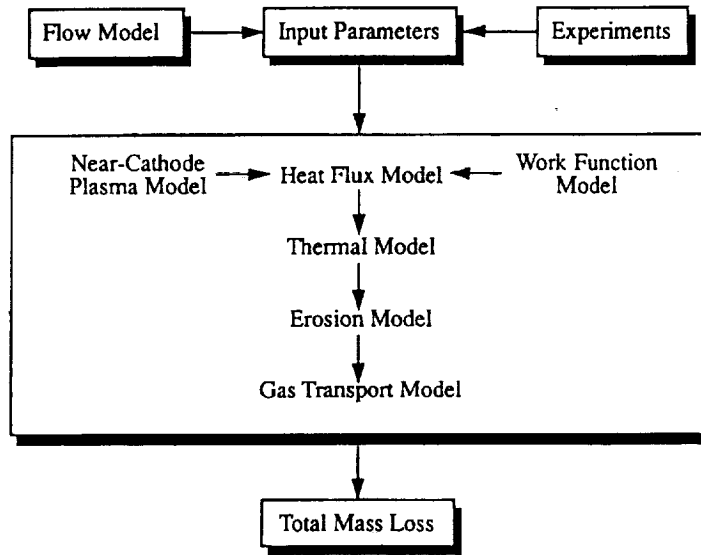 Flow Model
Input Parameters
Experiments
Near-Cathode
Plasma Model
Heat Flux Model
Work Function
Model
Thermal Model
Erosion Model
Gas Transport Model
Total Mass Loss